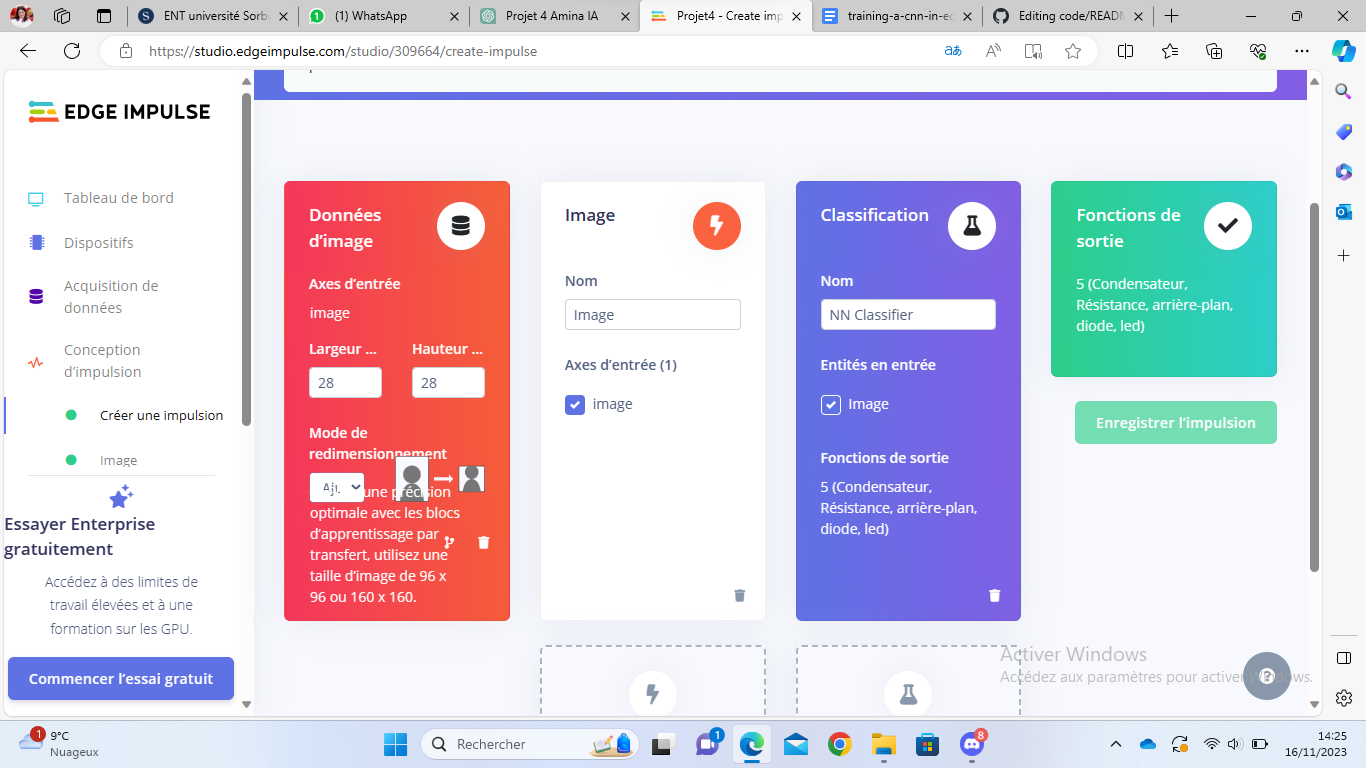 ENT université Sorbo
(1) WhatsApp
Projet 4 Amina IA
Projet4 - Create imp
training-a-cnn-in-ed
Editing code/READM
https://studio.edgeimpulse.com/studio/309664/create-impulse
EDGE IMPULSE
Tableau de bord
Dispositifs
Acquisition de
données
Conception
d’impulsion
Créer une impulsion
Image
Essayer Enterprise
gratuitement
Accédez à des limites de
travail élevées et à une
formation sur les GPU.
Commencer l’essai gratuit
Données
d’image
Axes d’entrée
image
Largeur ...
Hauteur ...
28
28
Mode de
redimensionnement
Aju
une précision
optimale avec les blocs
d’apprentissage par
transfert, utilisez une
taille d’image de 96 x
96 ou 160 x 160.
Image
Nom
Image
Axes d’entrée (1)
image
Classification
Nom
NN Classifier
Entités en entrée
Image
Fonctions de sortie
5 (Condensateur,
Résistance, arrière-plan,
diode, led)
Fonctions de
sortie
5 (Condensateur,
Résistance, arrière-plan,
diode, led)
Enregistrer l’impulsion
Activer Windows
Accédez aux paramètres pour activer Windows.
1
9°C
Nuageux
Rechercher
1
8
14:25
16/11/2023